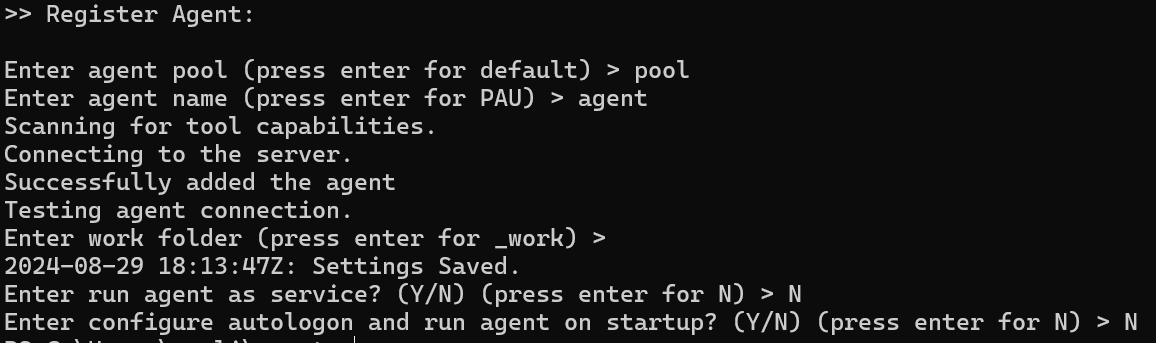 >> Register Agent:
Enter agent pool (press enter for default) > pool
Enter agent name (press enter for PAU) > agent
Scanning for tool capabilities.
Connecting to the server.
Successfully added the agent
Testing agent connection.
Enter work folder (press enter for _work) >
2024-08-29 18:13:47Z: Settings Saved.
Enter run agent as service? (Y/N) (press enter for N) > N
Enter configure autologon and run agent on startup? (Y/N) (press enter for N) > N